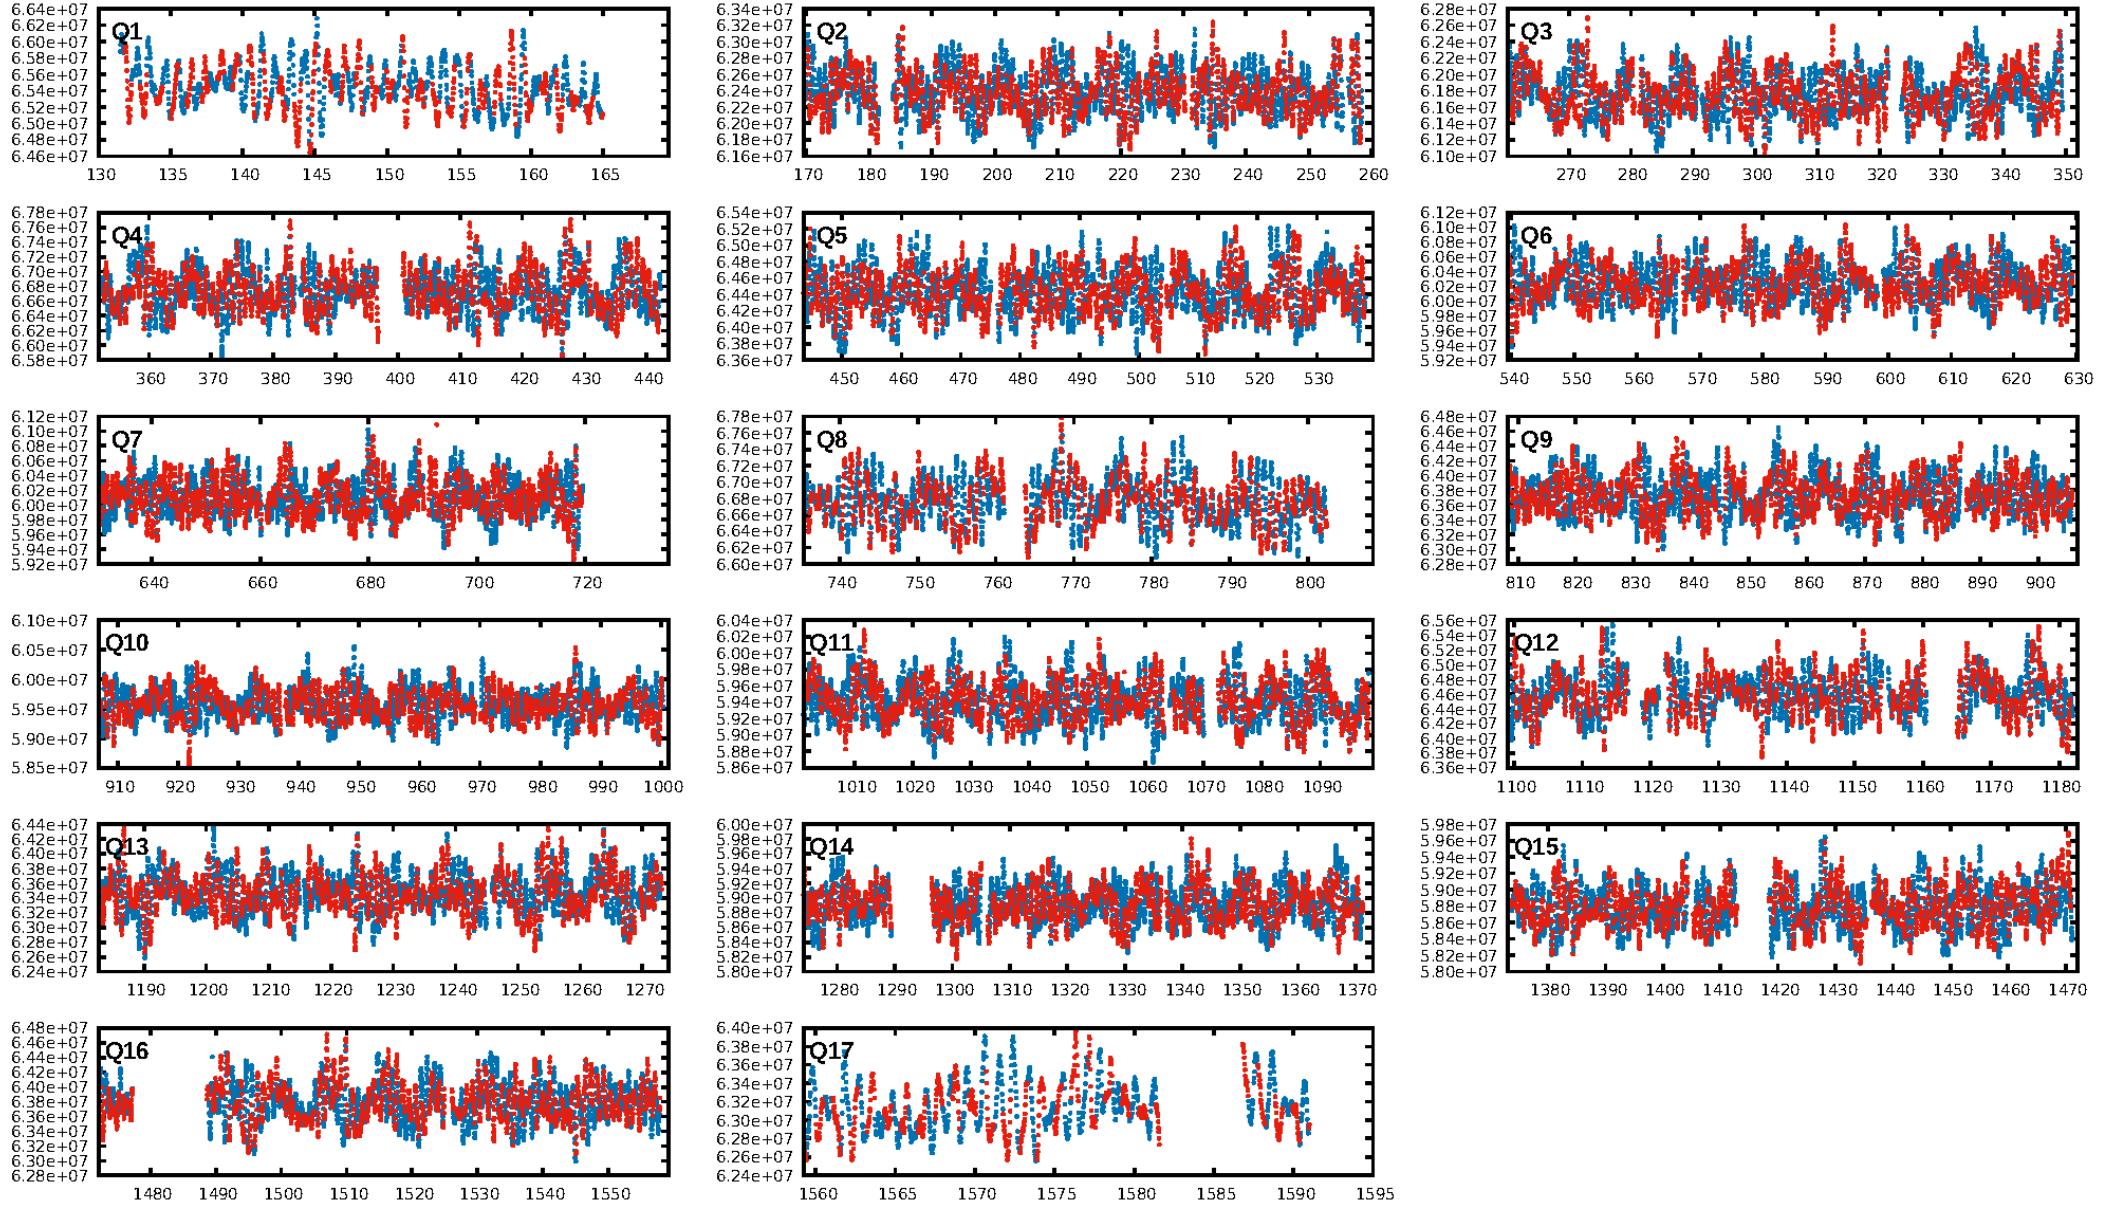 6.64e+07 6.62e+07 6.60e+07 6.58e+07 6.56e+07 6.54e+07 6.52e+07 6.50e+07 6.48e+07 6.46e+07
Q1
130 135 140 145 150 155 160 165
6.34e+07 6.32e+07 6.30e+07 6.28e+07 6.26e+07 6.24e+07 6.22e+07 6.20e+07 6.18e+07 6.16e+07
Q2
170 180 190 200 210 220 230 240 250 260
6.28e+07 6.26e+07 6.24e+07 6.22e+07 6.20e+07 6.18e+07 6.16e+07 6.14e+07 6.12e+07 6.10e+07
Q3
270 280 290 300 310 320 330 340 350
6.78e+07 6.76e+07 6.74e+07 6.72e+07 6.70e+07 6.68e+07 6.66e+07 6.64e+07 6.62e+07 6.60e+07 6.58e+07
Q4
360 370 380 390 400 410 420 430 440
6.54e+07 6.52e+07 6.50e+07 6.48e+07 6.46e+07 6.44e+07 6.42e+07 6.40e+07 6.38e+07 6.36e+07
Q5
450 460 470 480 490 500 510 520 530
6.12e+07 6.10e+07 6.08e+07 6.06e+07 6.04e+07 6.02e+07 6.00e+07 5.98e+07 5.96e+07 5.94e+07 5.92e+07
Q6
540 550 560 570 580 590 600 610 620 630
6.12e+07 6.10e+07 6.08e+07 6.06e+07 6.04e+07 6.02e+07 6.00e+07 5.98e+07 5.96e+07 5.94e+07 5.92e+07
Q7
640 660 680 700 720
6.78e+07 6.76e+07 6.74e+07 6.72e+07 6.70e+07 6.68e+07 6.66e+07 6.64e+07 6.62e+07 6.60e+07
Q8
740 750 760 770 780 790 800
6.48e+07 6.46e+07 6.44e+07 6.42e+07 6.40e+07 6.38e+07 6.36e+07 6.34e+07 6.32e+07 6.30e+07 6.28e+07
Q9
810 820 830 840 850 860 870 880 890 900
6.10e+07 6.05e+07 6.00e+07 5.95e+07 5.90e+07 5.85e+07
Q10
910 920 930 940 950 960 970 980 990 1000
6.04e+07 6.02e+07 6.00e+07 5.98e+07 5.96e+07 5.94e+07 5.92e+07 5.90e+07 5.88e+07 5.86e+07
Q11
1010 1020 1030 1040 1050 1060 1070 1080 1090
6.56e+07 6.54e+07 6.52e+07 6.50e+07 6.48e+07 6.46e+07 6.44e+07 6.42e+07 6.40e+07 6.38e+07 6.36e+07
Q12
1100 1110 1120 1130 1140 1150 1160 1170 1180
6.44e+07 6.42e+07 6.40e+07 6.38e+07 6.36e+07 6.34e+07 6.32e+07 6.30e+07 6.28e+07 6.26e+07 6.24e+07
Q13
1190 1200 1210 1220 1230 1240 1250 1260 1270
6.00e+07 5.98e+07 5.96e+07 5.94e+07 5.92e+07 5.90e+07 5.88e+07 5.86e+07 5.84e+07 5.82e+07 5.80e+07
Q14
1280 1290 1300 1310 1320 1330 1340 1350 1360 1370
5.98e+07 5.96e+07 5.94e+07 5.92e+07 5.90e+07 5.88e+07 5.86e+07 5.84e+07 5.82e+07 5.80e+07
Q15
1380 1390 1400 1410 1420 1430 1440 1450 1460 1470
6.48e+07 6.46e+07 6.44e+07 6.42e+07 6.40e+07 6.38e+07 6.36e+07 6.34e+07 6.32e+07 6.30e+07 6.28e+07
Q16
1480 1490 1500 1510 1520 1530 1540 1550
6.40e+07 6.38e+07 6.36e+07 6.34e+07 6.32e+07 6.30e+07 6.28e+07 6.26e+07 6.24e+07
Q17
1560 1565 1570 1575 1580 1585 1590 1595